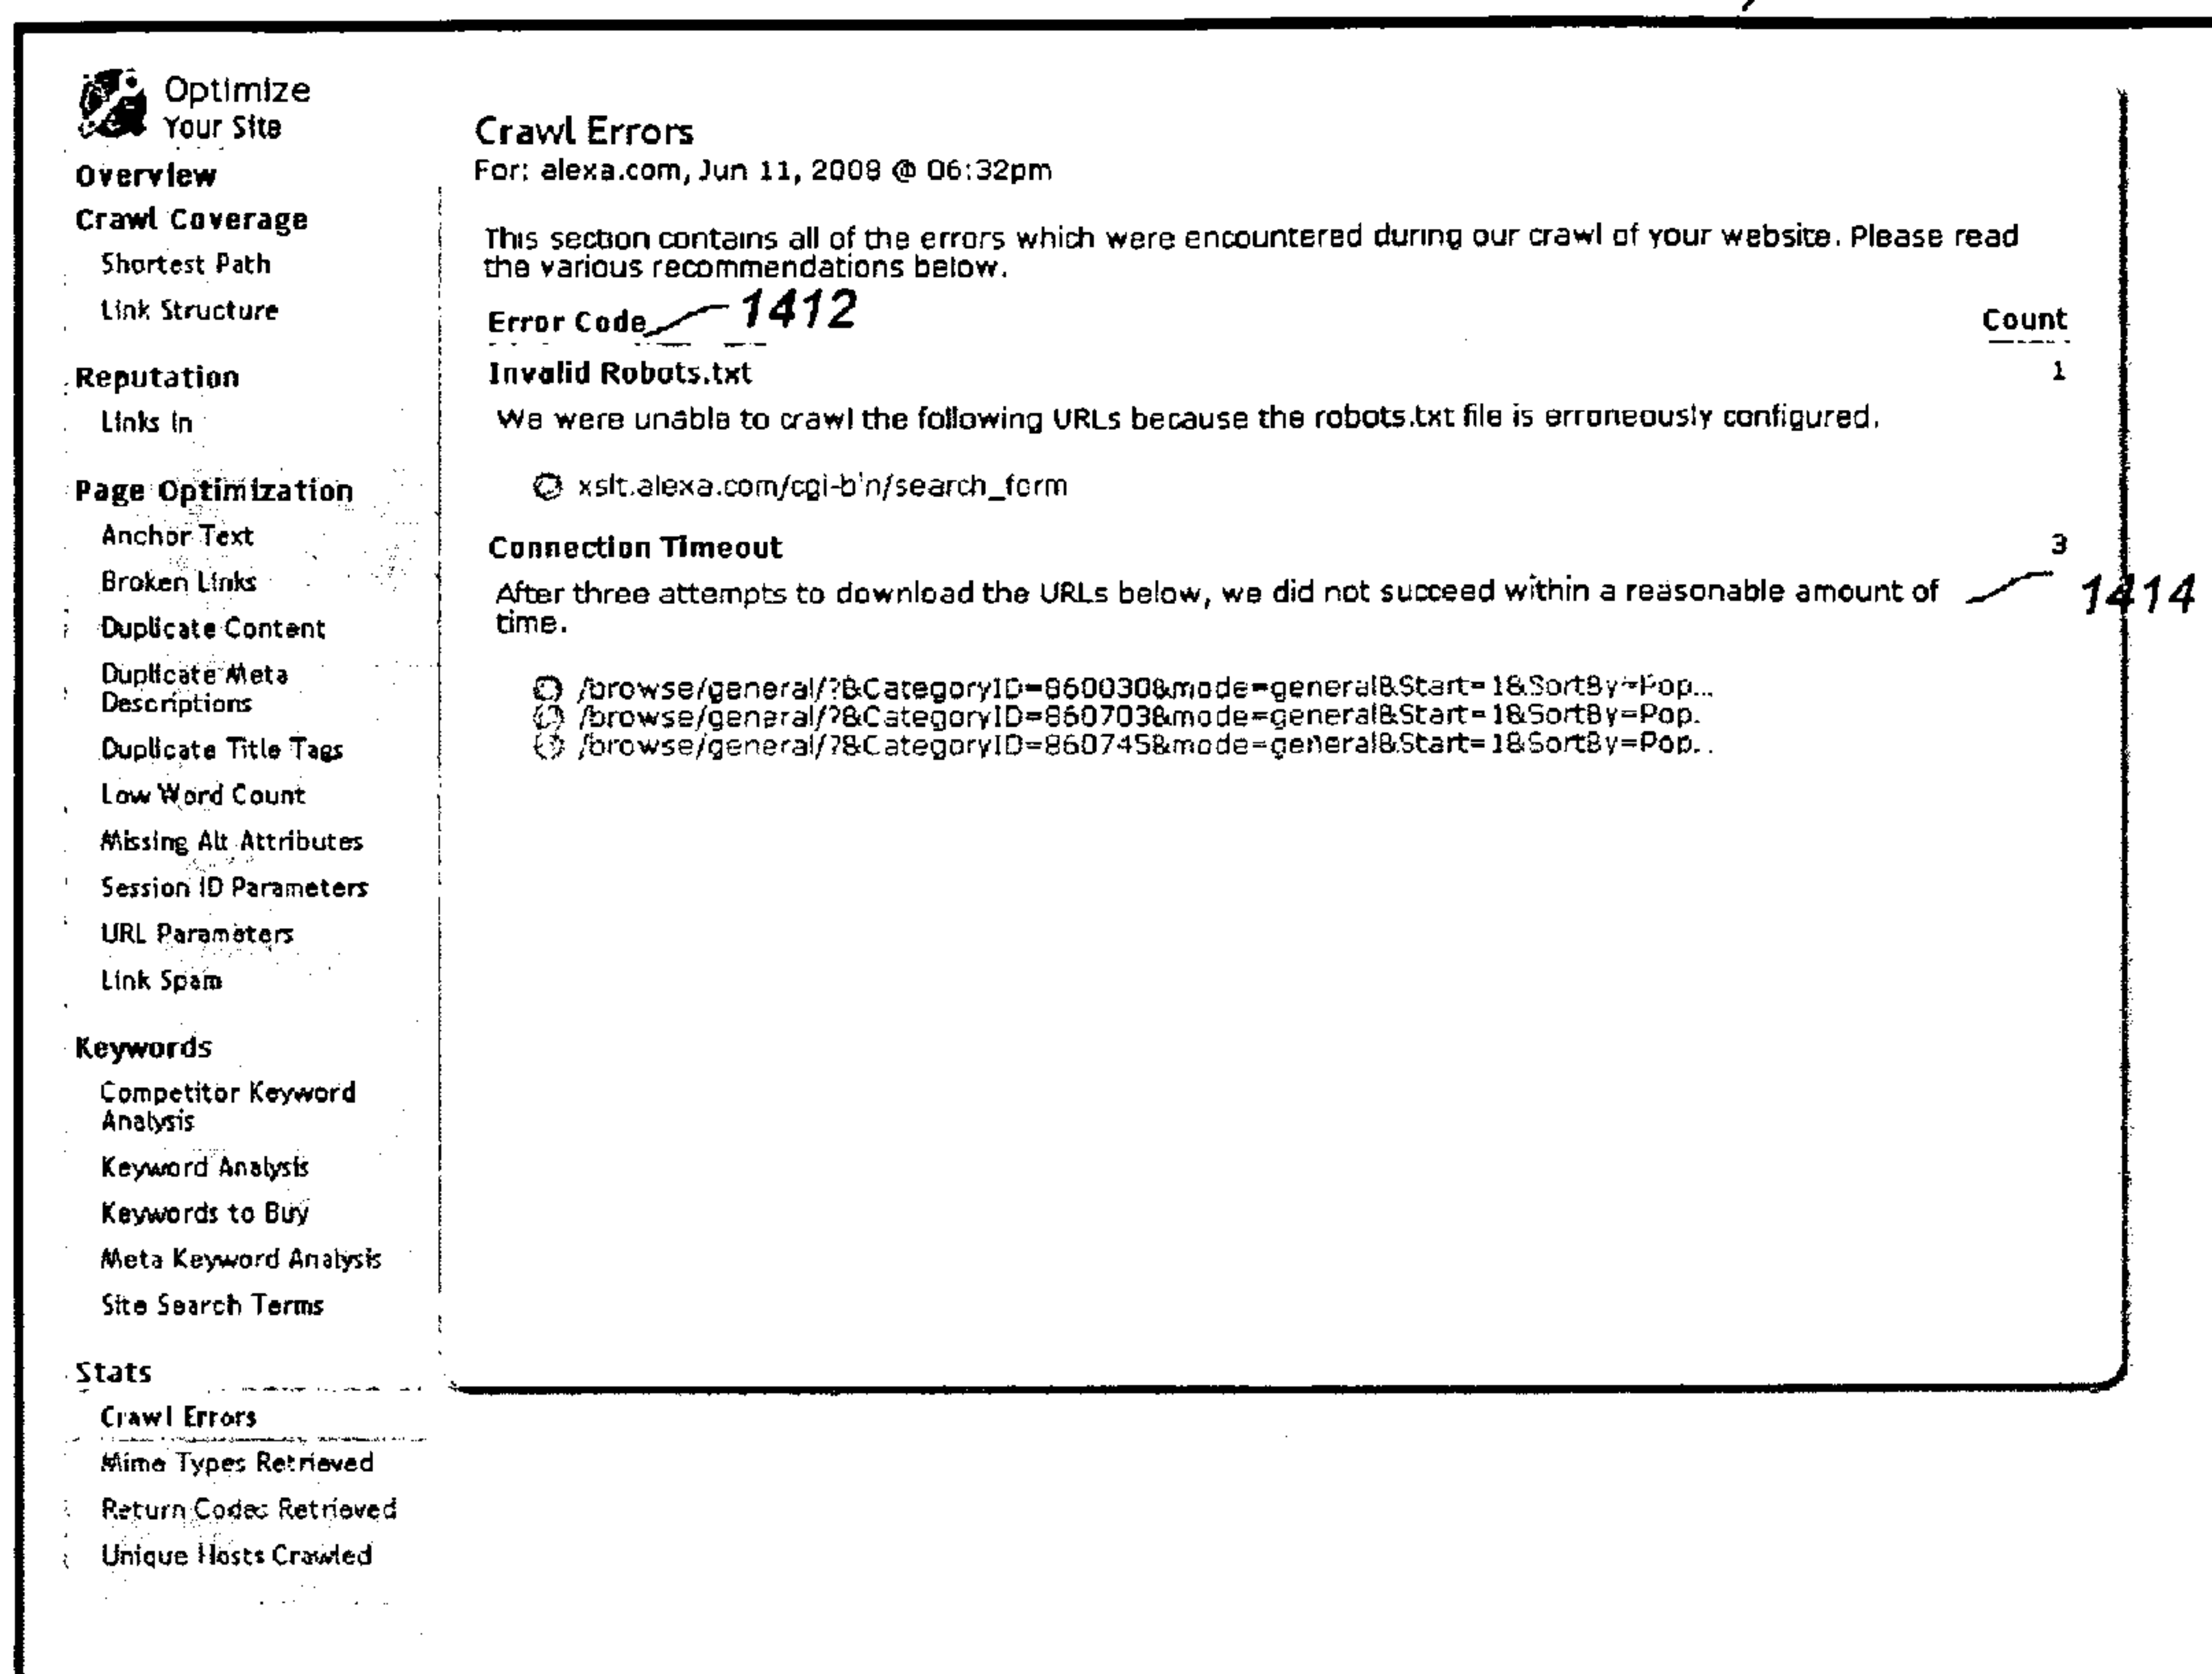 Optimize
Your Site
Overview
Crawl Coverage
Shortest Path
Link Structure
Reputation
Links In
Page Optimization
Anchor Text
Broken Links
Duplicate Content
Duplicate Meta
Descriptions
Duplicate Title Tags
Low Word Count
Missing Alt Attributes
Session ID Parameters
URL Parameters
Link Spam
Keywords
Competitor Keyword
Analysis
Keyword Analysis
Keywords to Buy
Meta Keyword Analysis
Site Search Terms
Stats
Crawl Errors
Mime Types Retrieved
Return Codes Retrieved
Unique Hosts Crawled
Crawl Errors
For: alexa.com, Jun 11, 2008 @ 06:32pm
This section contains all of the errors which were encountered during our crawl of your website. Please read
the various recommendations below.
Error Code 1412 Count
Invalid Robots.txt 1
We were unable to crawl the following URLs because the robots.txt file is erroneously configured.
xslt.alexa.com/cgi-bin/search_form
Connection Timeout 3
After three attempts to download the URLs below, we did not succeed within a reasonable amount of
time.
1414
/browse/general/?&CategoryID=860030&mode=general&Start=1&SortBy=Pop...
/browse/general/?&CategoryID=860703&mode=general&Start=1&SortBy=Pop.
/browse/general/?&CategoryID=860745&mode=general&Start=1&SortBy=Pop..